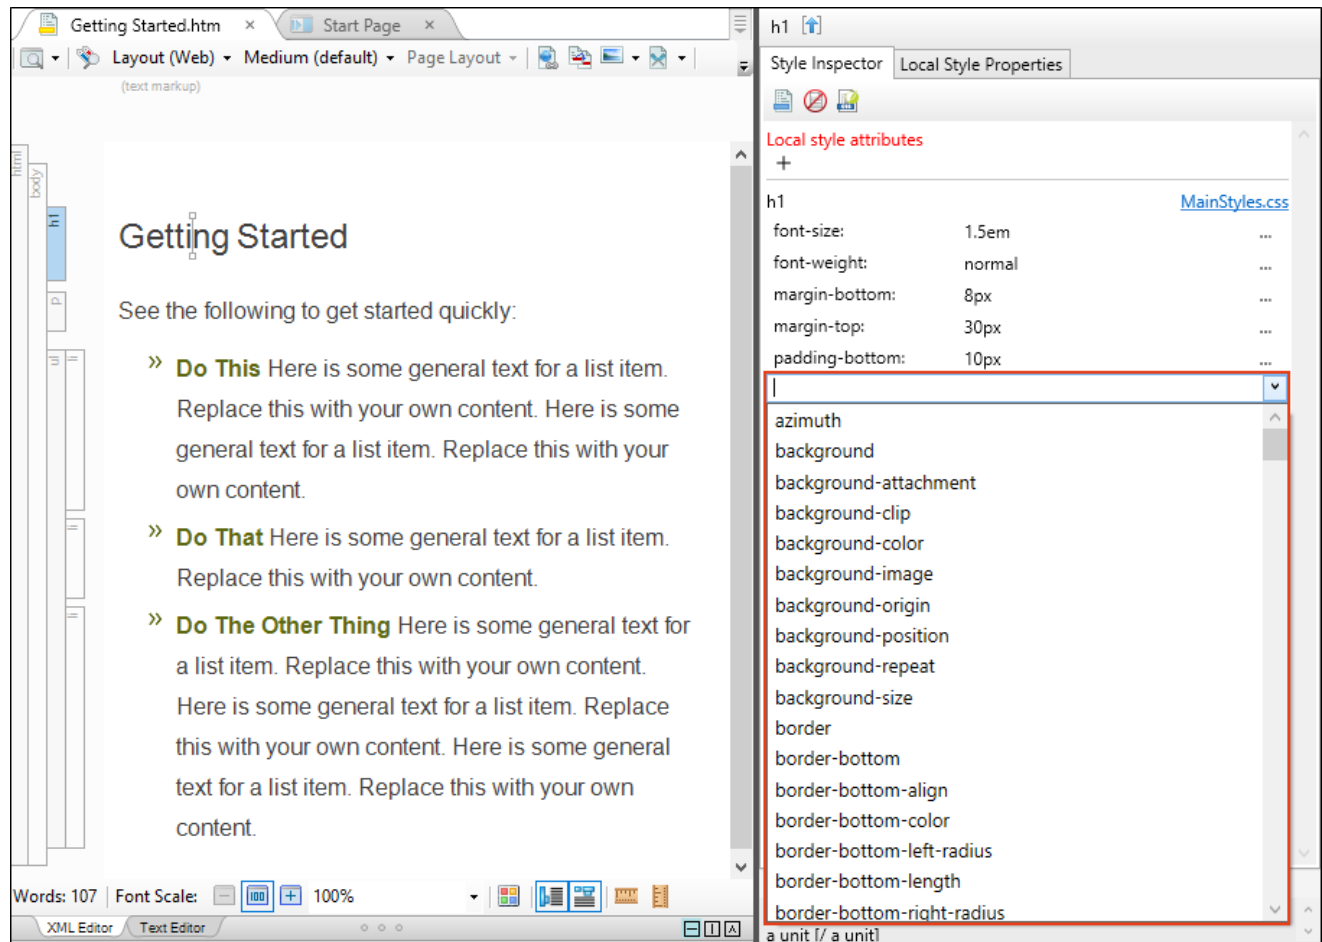 Getting Started.htm ×
Start Page ×
Layout (Web) Medium (default) Page Layout
(text markup)
html
body
h1
p
ul
li
li
li
Getting Started
See the following to get started quickly:
» Do This Here is some general text for a list item.
Replace this with your own content. Here is some
general text for a list item. Replace this with your
own content.
» Do That Here is some general text for a list item.
Replace this with your own content.
» Do The Other Thing Here is some general text for
a list item. Replace this with your own content.
Here is some general text for a list item. Replace
this with your own content. Here is some general
text for a list item. Replace this with your own
content.
Words: 107 Font Scale: 100 100%
XML Editor Text Editor
h1
Style Inspector Local Style Properties
Local style attributes
+
h1 MainStyles.css
font-size: 1.5em ...
font-weight: normal ...
margin-bottom: 8px ...
margin-top: 30px ...
padding-bottom: 10px ...
azimuth
background
background-attachment
background-clip
background-color
background-image
background-origin
background-position
background-repeat
background-size
border
border-bottom
border-bottom-align
border-bottom-color
border-bottom-left-radius
border-bottom-length
border-bottom-right-radius
a unit [/ a unit]